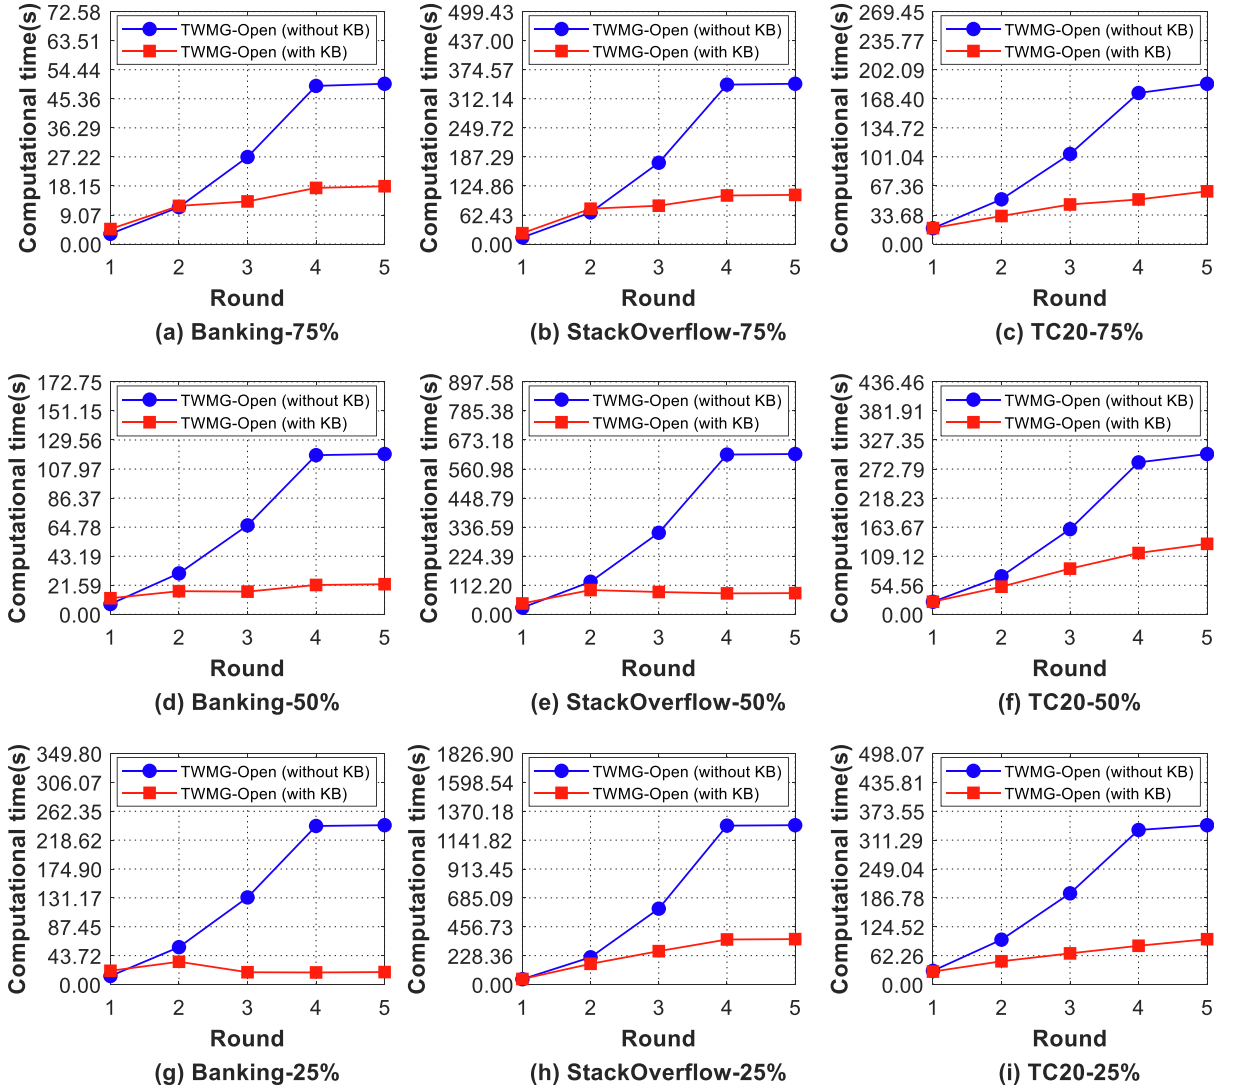 Computational time(s)
72.58
63.51
54.44
45.36
36.29
27.22
18.15
9.07
0.00
TWMG-Open (without KB)
TWMG-Open (with KB)
1 2 3 4 5
Round
(a) Banking-75%
Computational time(s)
499.43
437.00
374.57
312.14
249.72
187.29
124.86
62.43
0.00
TWMG-Open (without KB)
TWMG-Open (with KB)
1 2 3 4 5
Round
(b) StackOverflow-75%
Computational time(s)
269.45
235.77
202.09
168.40
134.72
101.04
67.36
33.68
0.00
TWMG-Open (without KB)
TWMG-Open (with KB)
1 2 3 4 5
Round
(c) TC20-75%
Computational time(s)
172.75
151.15
129.56
107.97
86.37
64.78
43.19
21.59
0.00
TWMG-Open (without KB)
TWMG-Open (with KB)
1 2 3 4 5
Round
(d) Banking-50%
Computational time(s)
897.58
785.38
673.18
560.98
448.79
336.59
224.39
112.20
0.00
TWMG-Open (without KB)
TWMG-Open (with KB)
1 2 3 4 5
Round
(e) StackOverflow-50%
Computational time(s)
436.46
381.91
327.35
272.79
218.23
163.67
109.12
54.56
0.00
TWMG-Open (without KB)
TWMG-Open (with KB)
1 2 3 4 5
Round
(f) TC20-50%
Computational time(s)
349.80
306.07
262.35
218.62
174.90
131.17
87.45
43.72
0.00
TWMG-Open (without KB)
TWMG-Open (with KB)
1 2 3 4 5
Round
(g) Banking-25%
Computational time(s)
1826.90
1598.54
1370.18
1141.82
913.45
685.09
456.73
228.36
0.00
TWMG-Open (without KB)
TWMG-Open (with KB)
1 2 3 4 5
Round
(h) StackOverflow-25%
Computational time(s)
498.07
435.81
373.55
311.29
249.04
186.78
124.52
62.26
0.00
TWMG-Open (without KB)
TWMG-Open (with KB)
1 2 3 4 5
Round
(i) TC20-25%